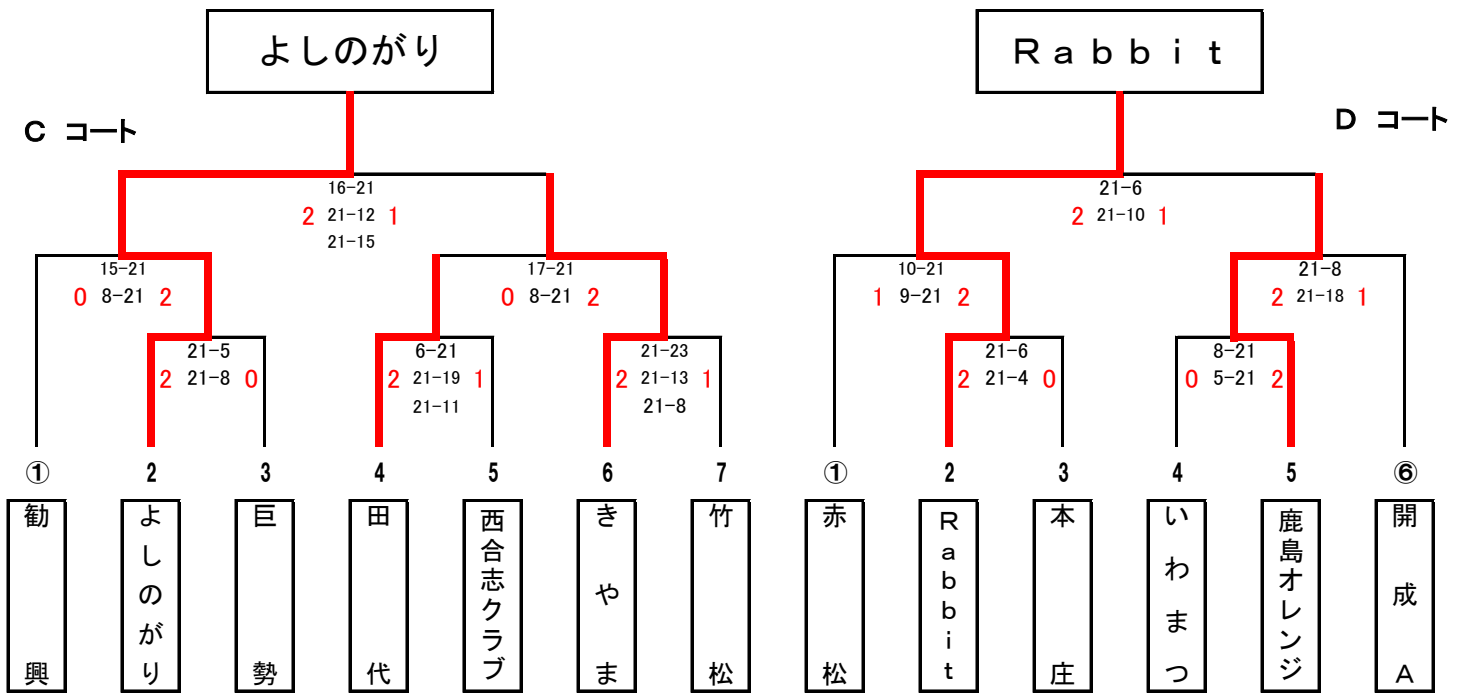 よしのがり
Rabbit
C コート
D コート
16-21
2 21-12 1
21-15
21-6
2 21-10 1
15-21
0 8-21 2
17-21
0 8-21 2
10-21
1 9-21 2
21-8
2 21-18 1
21-5
2 21-8 0
6-21
2 21-19 1
21-11
21-23
2 21-13 1
21-8
21-6
2 21-4 0
8-21
0 5-21 2
① 2 3 4 5 6 7
① 2 3 4 5 ⑥
勧興
よしのがり
巨勢
田代
西合志クラブ
きやま
竹松
赤松
Rabbit
本庄
いわまつ
鹿島オレンジ
開成A